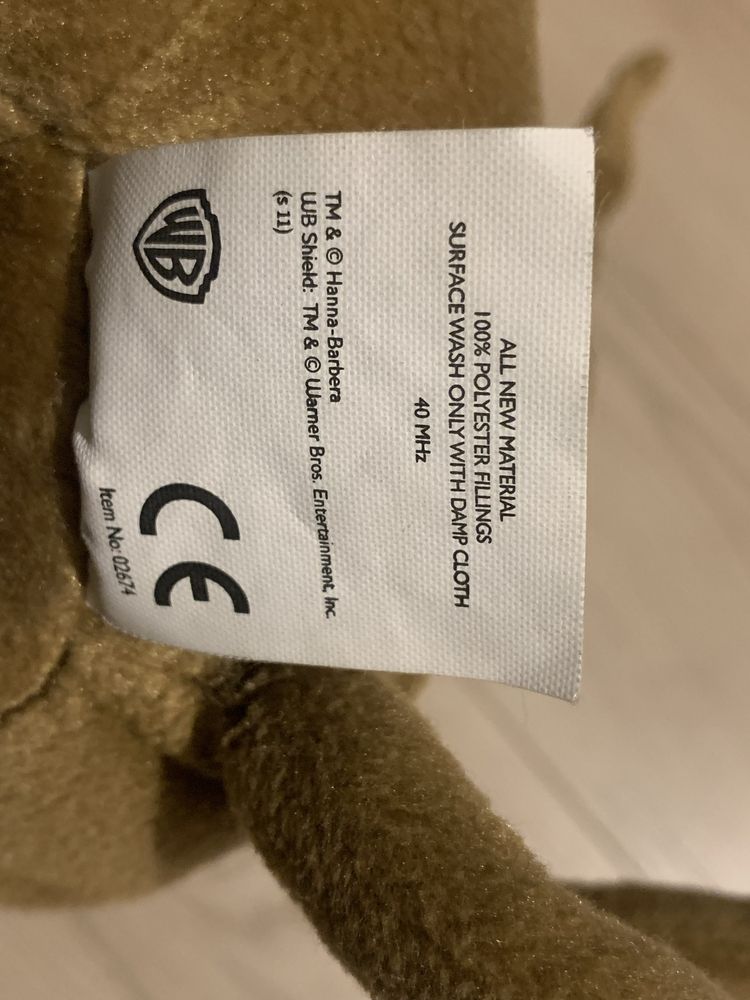 ALL NEW MATERIAL
100% POLYESTER FILLINGS
SURFACE WASH ONLY WITH DAMP CLOTH
40 MHz
TM & © Hanna-Barbera
WB Shield: TM & © Warner Bros. Entertainment, Inc.
(s 11)
WB
CE
Item No: 02674